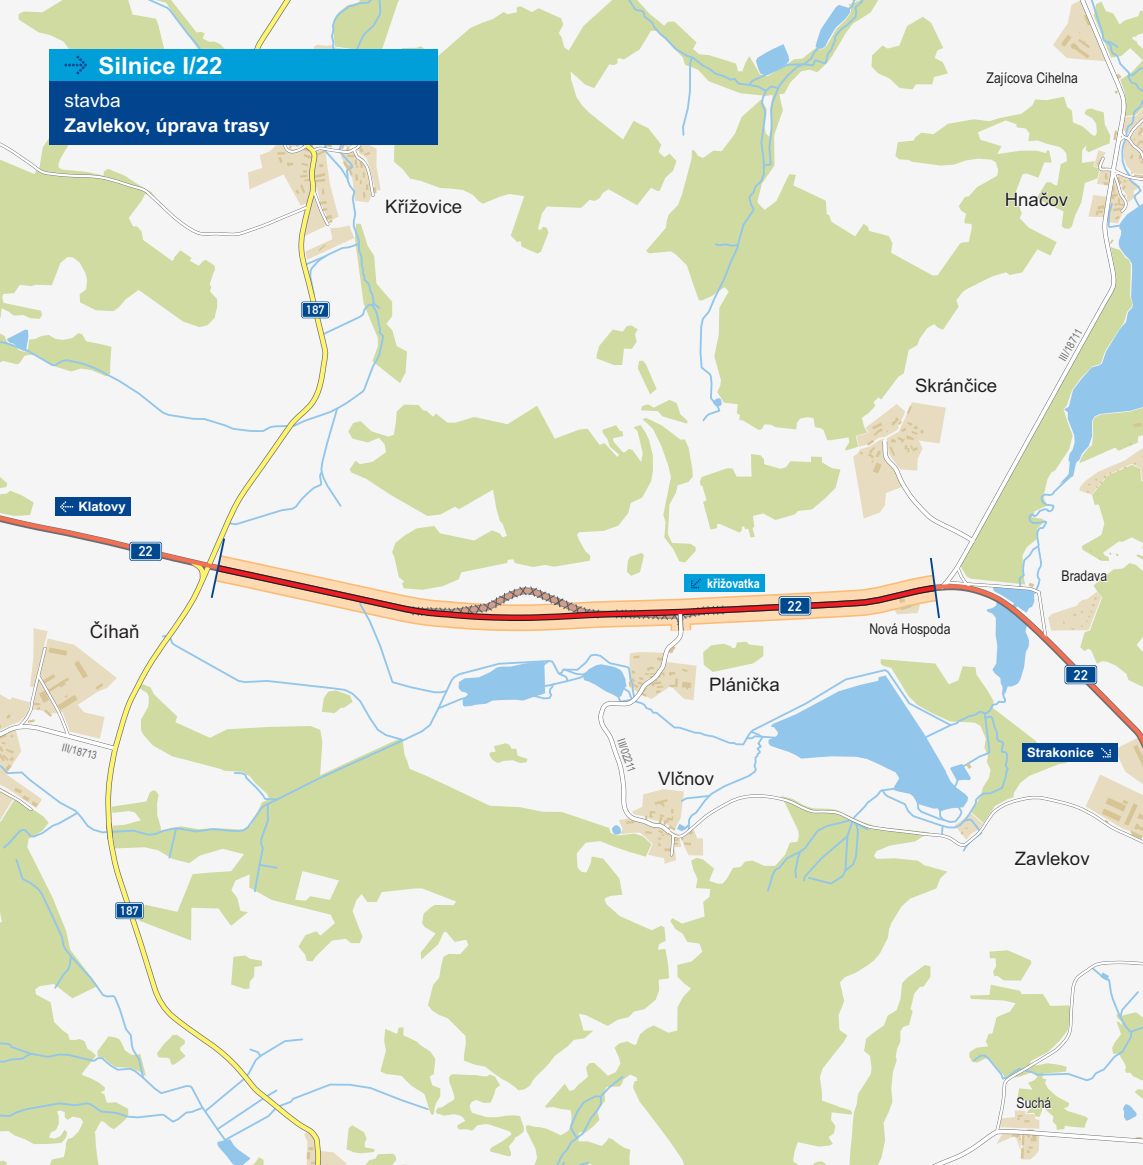 Silnice I/22
stavba
Zavlekov, úprava trasy
Zajícova Cihelna
Hnačov
Křížovice
187
III/18711
Skránčice
Klatovy
22
křižovatka
Bradava
22
Nová Hospoda
Číhaň
22
Plánička
III/18713
III/02211
Strakonice
Vlčnov
Zavlekov
187
Suchá